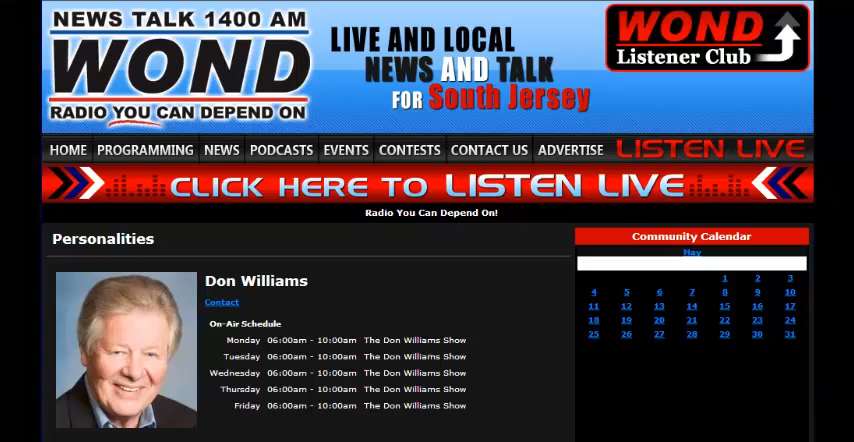 NEWS TALK 1400 AM
WOND
RADIO YOU CAN DEPEND ON
LIVE AND LOCAL
NEWS AND TALK
FOR South Jersey
WOND
Listener Club
HOME PROGRAMMING NEWS PODCASTS EVENTS CONTESTS CONTACT US ADVERTISE LISTEN LIVE
CLICK HERE TO LISTEN LIVE
Radio You Can Depend On!
Personalities
Don Williams
Contact
On-Air Schedule
Monday 06:00am - 10:00am The Don Williams Show
Tuesday 06:00am - 10:00am The Don Williams Show
Wednesday 06:00am - 10:00am The Don Williams Show
Thursday 06:00am - 10:00am The Don Williams Show
Friday 06:00am - 10:00am The Don Williams Show
Community Calendar
May
1 2 3
4 5 6 7 8 9 10
11 12 13 14 15 16 17
18 19 20 21 22 23 24
25 26 27 28 29 30 31